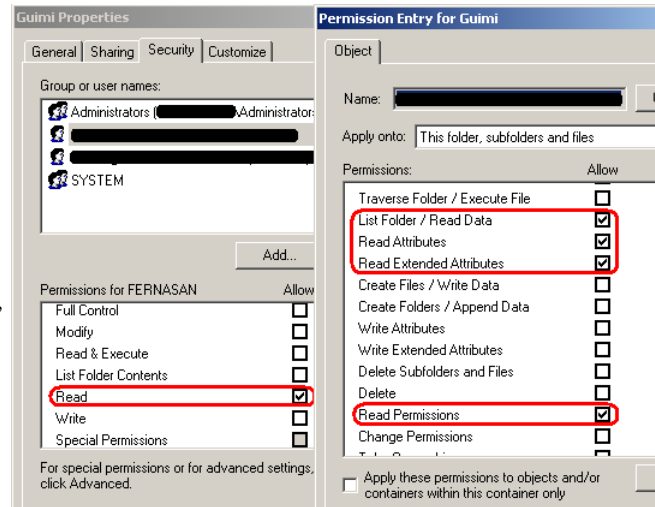 Guimi Properties
General Sharing Security Customize
Group or user names:
Administrators ( \Administrators
SYSTEM
Add...
Permissions for FERNASAN Allow
Full Control
Modify
Read & Execute
List Folder Contents
Read
Write
Special Permissions
For special permissions or for advanced settings,
click Advanced.
Permission Entry for Guimi
Object
Name:
Apply onto: This folder, subfolders and files
Permissions: Allow
Traverse Folder / Execute File
List Folder / Read Data
Read Attributes
Read Extended Attributes
Create Files / Write Data
Create Folders / Append Data
Write Attributes
Write Extended Attributes
Delete Subfolders and Files
Delete
Read Permissions
Change Permissions
Apply these permissions to objects and/or
containers within this container only